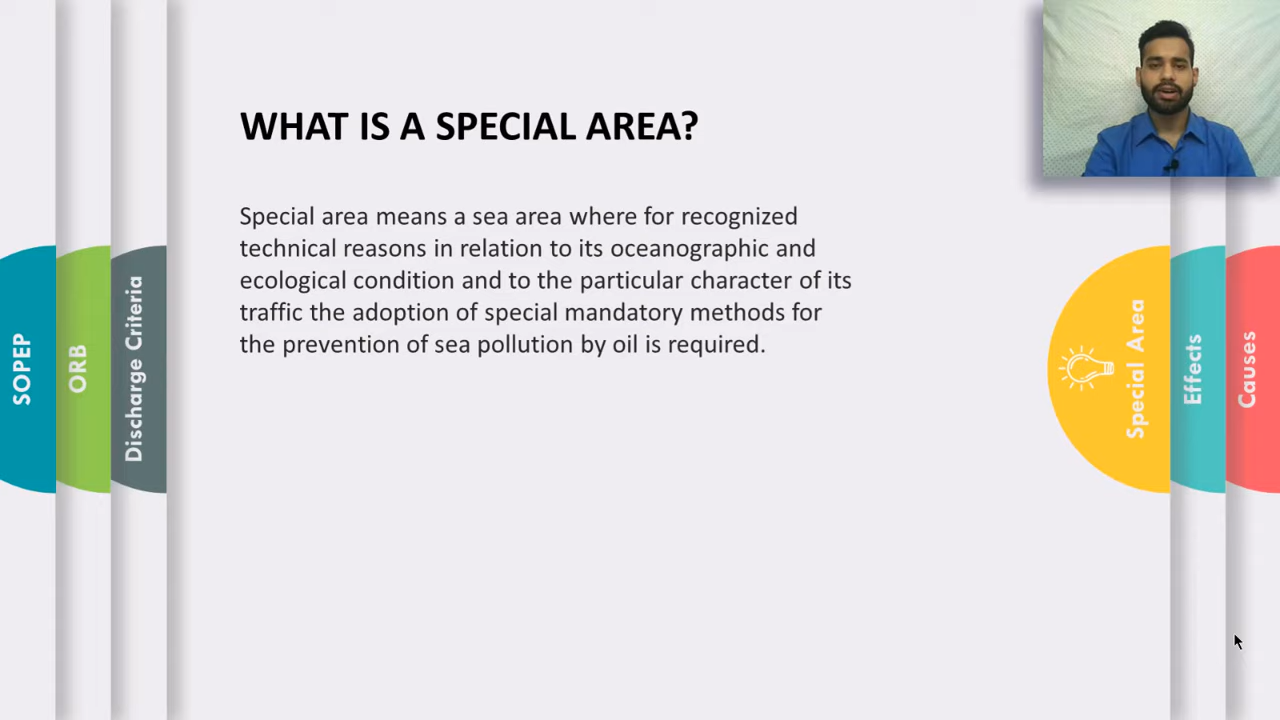 WHAT IS A SPECIAL AREA?
Special area means a sea area where for recognized
technical reasons in relation to its oceanographic and
ecological condition and to the particular character of its
traffic the adoption of special mandatory methods for
the prevention of sea pollution by oil is required.
SOPEP
ORB
Discharge Criteria
Special Area
Effects
Causes